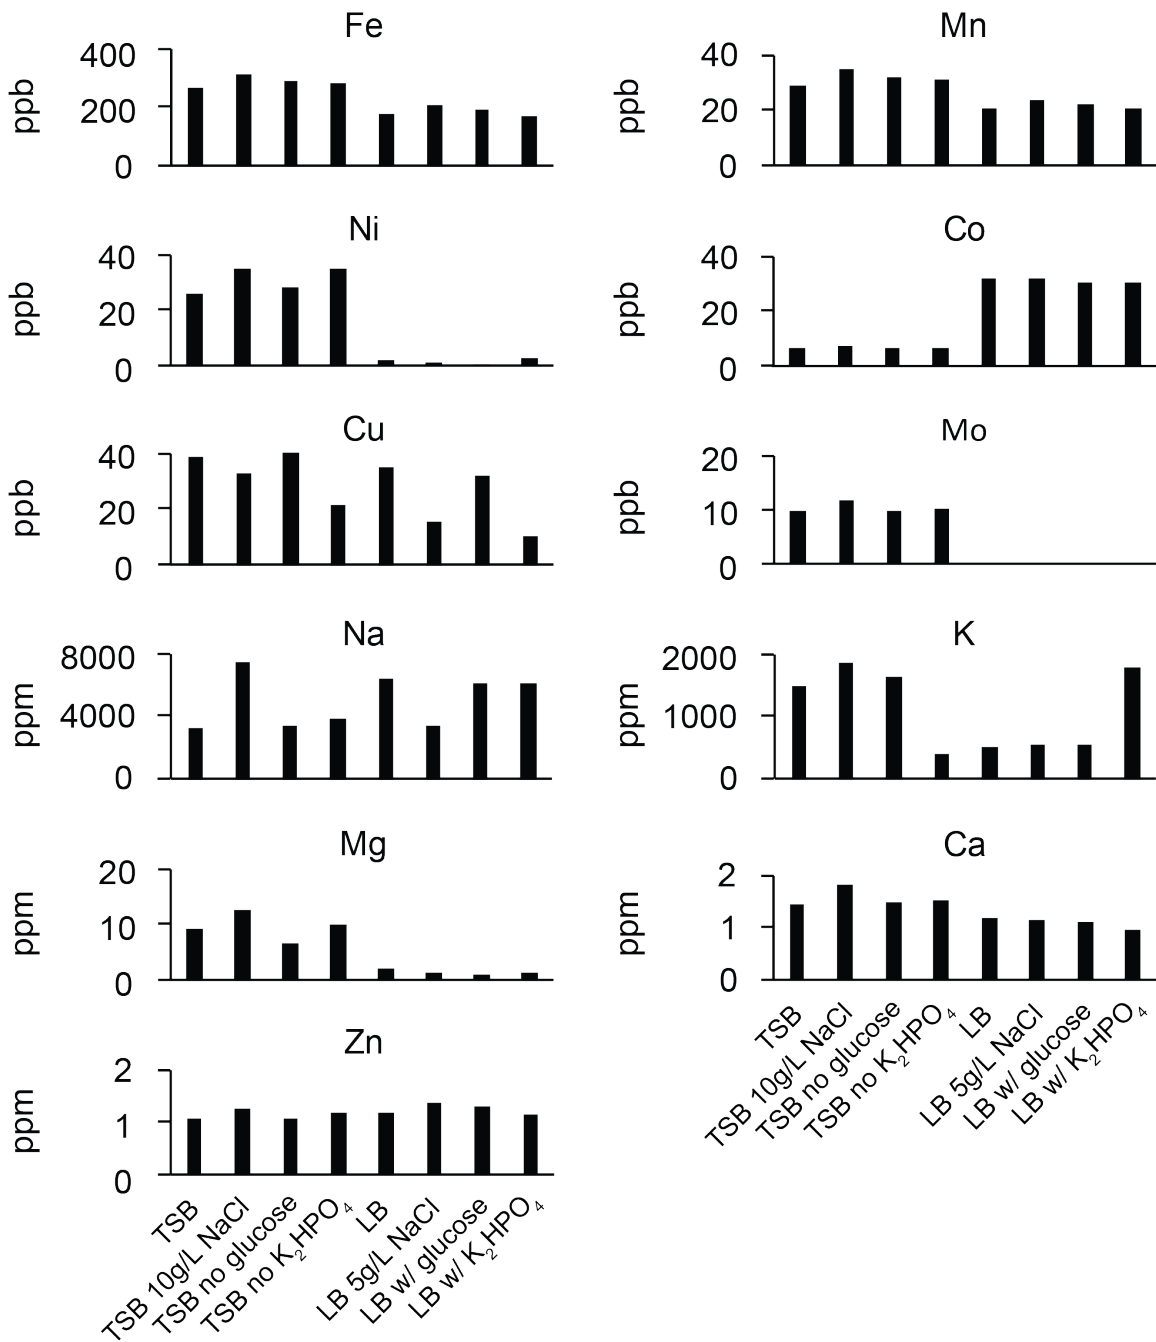 Fe
400
200
0
ppb
Mn
40
20
0
ppb
Ni
40
20
0
ppb
Co
40
20
0
ppb
Cu
40
20
0
ppb
Mo
20
10
0
ppb
Na
8000
4000
0
ppm
K
2000
1000
0
ppm
Mg
20
10
0
ppm
Ca
2
1
0
ppm
TSB
TSB 10g/L NaCl
TSB no glucose
TSB no K₂HPO₄
LB
LB 5g/L NaCl
LB w/ glucose
LB w/ K₂HPO₄
Zn
2
1
0
ppm
TSB
TSB 10g/L NaCl
TSB no glucose
TSB no K₂HPO₄
LB
LB 5g/L NaCl
LB w/ glucose
LB w/ K₂HPO₄